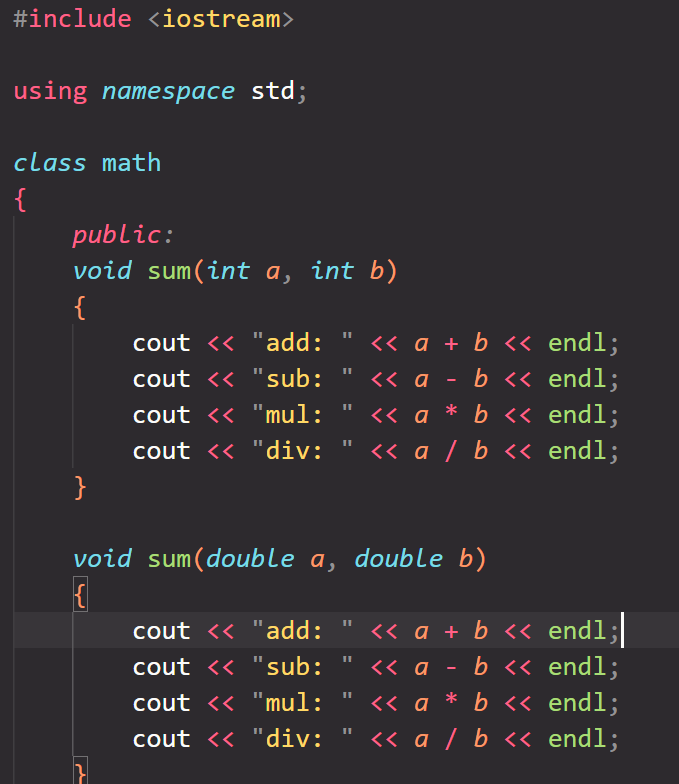 #include <iostream>
using namespace std;
class math
{
public:
void sum(int a, int b)
{
cout << "add: " << a + b << endl;
cout << "sub: " << a - b << endl;
cout << "mul: " << a * b << endl;
cout << "div: " << a / b << endl;
}
void sum(double a, double b)
{
cout << "add: " << a + b << endl;
cout << "sub: " << a - b << endl;
cout << "mul: " << a * b << endl;
cout << "div: " << a / b << endl;
}